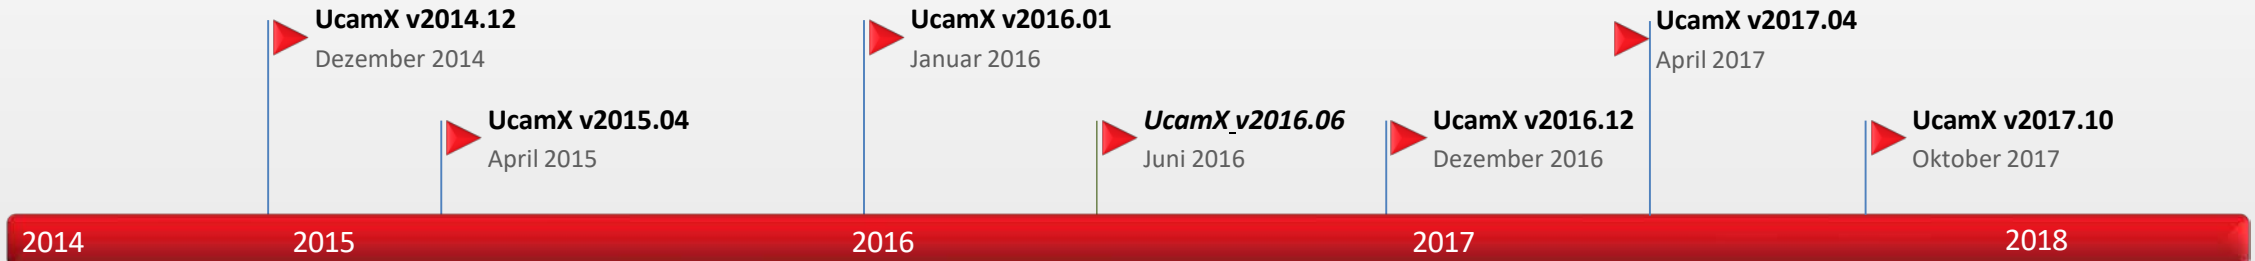 UcamX v2014.12
Dezember 2014
UcamX v2015.04
April 2015
UcamX v2016.01
Januar 2016
UcamX v2016.06
Juni 2016
UcamX v2016.12
Dezember 2016
UcamX v2017.04
April 2017
UcamX v2017.10
Oktober 2017
2014
2015
2016
2017
2018